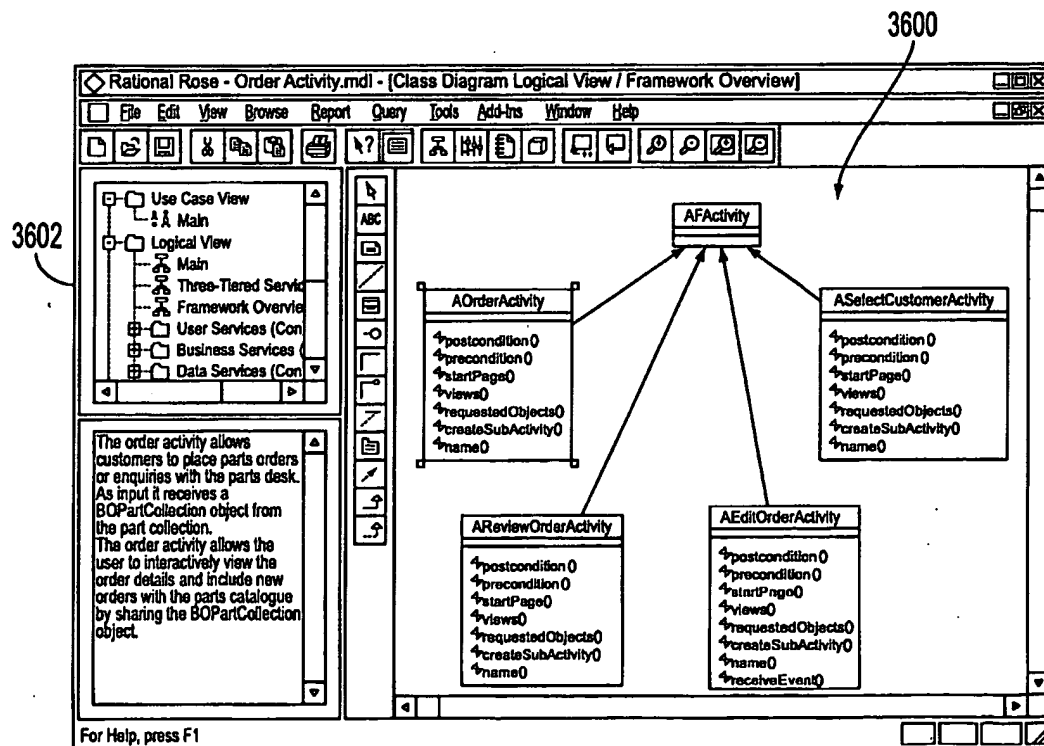 3600
Rational Rose - Order Activity.mdl - [Class Diagram Logical View / Framework Overview]
File Edit View Browse Report Query Tools Add-Ins Window Help
3602
Use Case View
Main
Logical View
Main
Three-Tiered Servic
Framework Overvie
User Services (Con
Business Services (
Data Services (Con
The order activity allows
customers to place parts orders
or enquiries with the parts desk.
As input it receives a
BOPartCollection object from
the part collection.
The order activity allows the
user to interactively view the
order details and include new
orders with the parts catalogue
by sharing the BOPartCollection
object.
ABC
AFActivity
AOrderActivity
postcondition()
precondition()
startPage()
views()
requestedObjects()
createSubActivity()
name()
ASelectCustomerActivity
postcondition()
precondition()
startPage()
views()
requestedObjects()
createSubActivity()
name()
AReviewOrderActivity
postcondition()
precondition()
startPage()
views()
requestedObjects()
createSubActivity()
name()
AEditOrderActivity
postcondition()
precondition()
startPage()
views()
requestedObjects()
createSubActivity()
name()
receiveEvent()
For Help, press F1